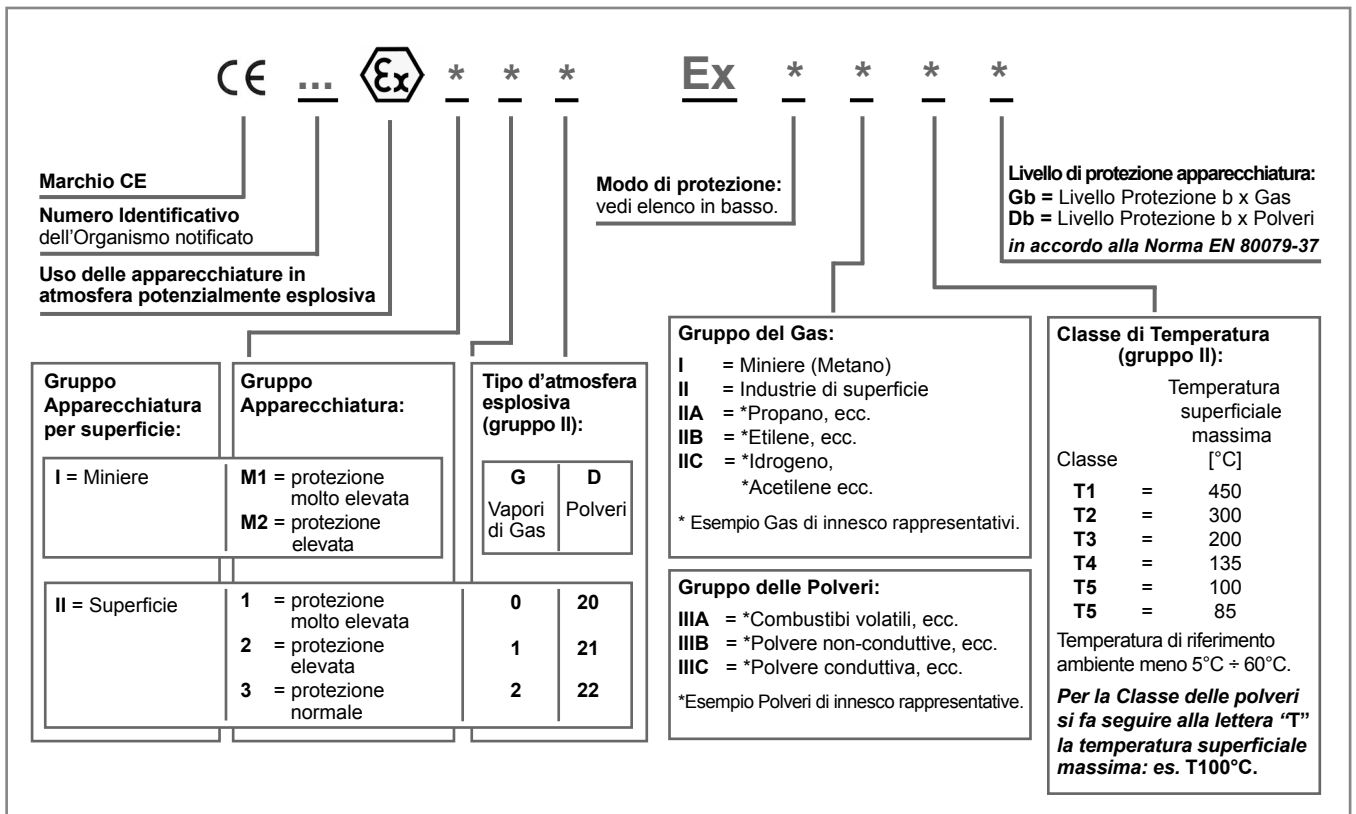 CE ... Ex * * * Ex * * * *
Marchio CE
Numero Identificativo
dell'Organismo notificato
Uso delle apparecchiature in
atmosfera potenzialmente esplosiva
Modo di protezione:
vedi elenco in basso.
Livello di protezione apparecchiatura:
Gb = Livello Protezione b x Gas
Db = Livello Protezione b x Polveri
in accordo alla Norma EN 80079-37
Gruppo
Apparecchiatura
per superficie:
Gruppo
Apparecchiatura:
Tipo d'atmosfera
esplosiva
(gruppo II):
I = Miniere
M1 = protezione
molto elevata
M2 = protezione
elevata
G D
Vapori
di Gas
Polveri
II = Superficie
1 = protezione
molto elevata
2 = protezione
elevata
3 = protezione
normale
0 20
1 21
2 22
Gruppo del Gas:
I = Miniere (Metano)
II = Industrie di superficie
IIA = *Propano, ecc.
IIB = *Etilene, ecc.
IIC = *Idrogeno,
*Acetilene ecc.
* Esempio Gas di innesco rappresentativi.
Gruppo delle Polveri:
IIIA = *Combustibi volatili, ecc.
IIIB = *Polvere non-conduttive, ecc.
IIIC = *Polvere conduttiva, ecc.
*Esempio Polveri di innesco rappresentative.
Classe di Temperatura
(gruppo II):
Temperatura
superficiale
massima
Classe [°C]
T1 = 450
T2 = 300
T3 = 200
T4 = 135
T5 = 100
T5 = 85
Temperatura di riferimento
ambiente meno 5°C ÷ 60°C.
Per la Classe delle polveri
si fa seguire alla lettera "T"
la temperatura superficiale
massima: es. T100°C.